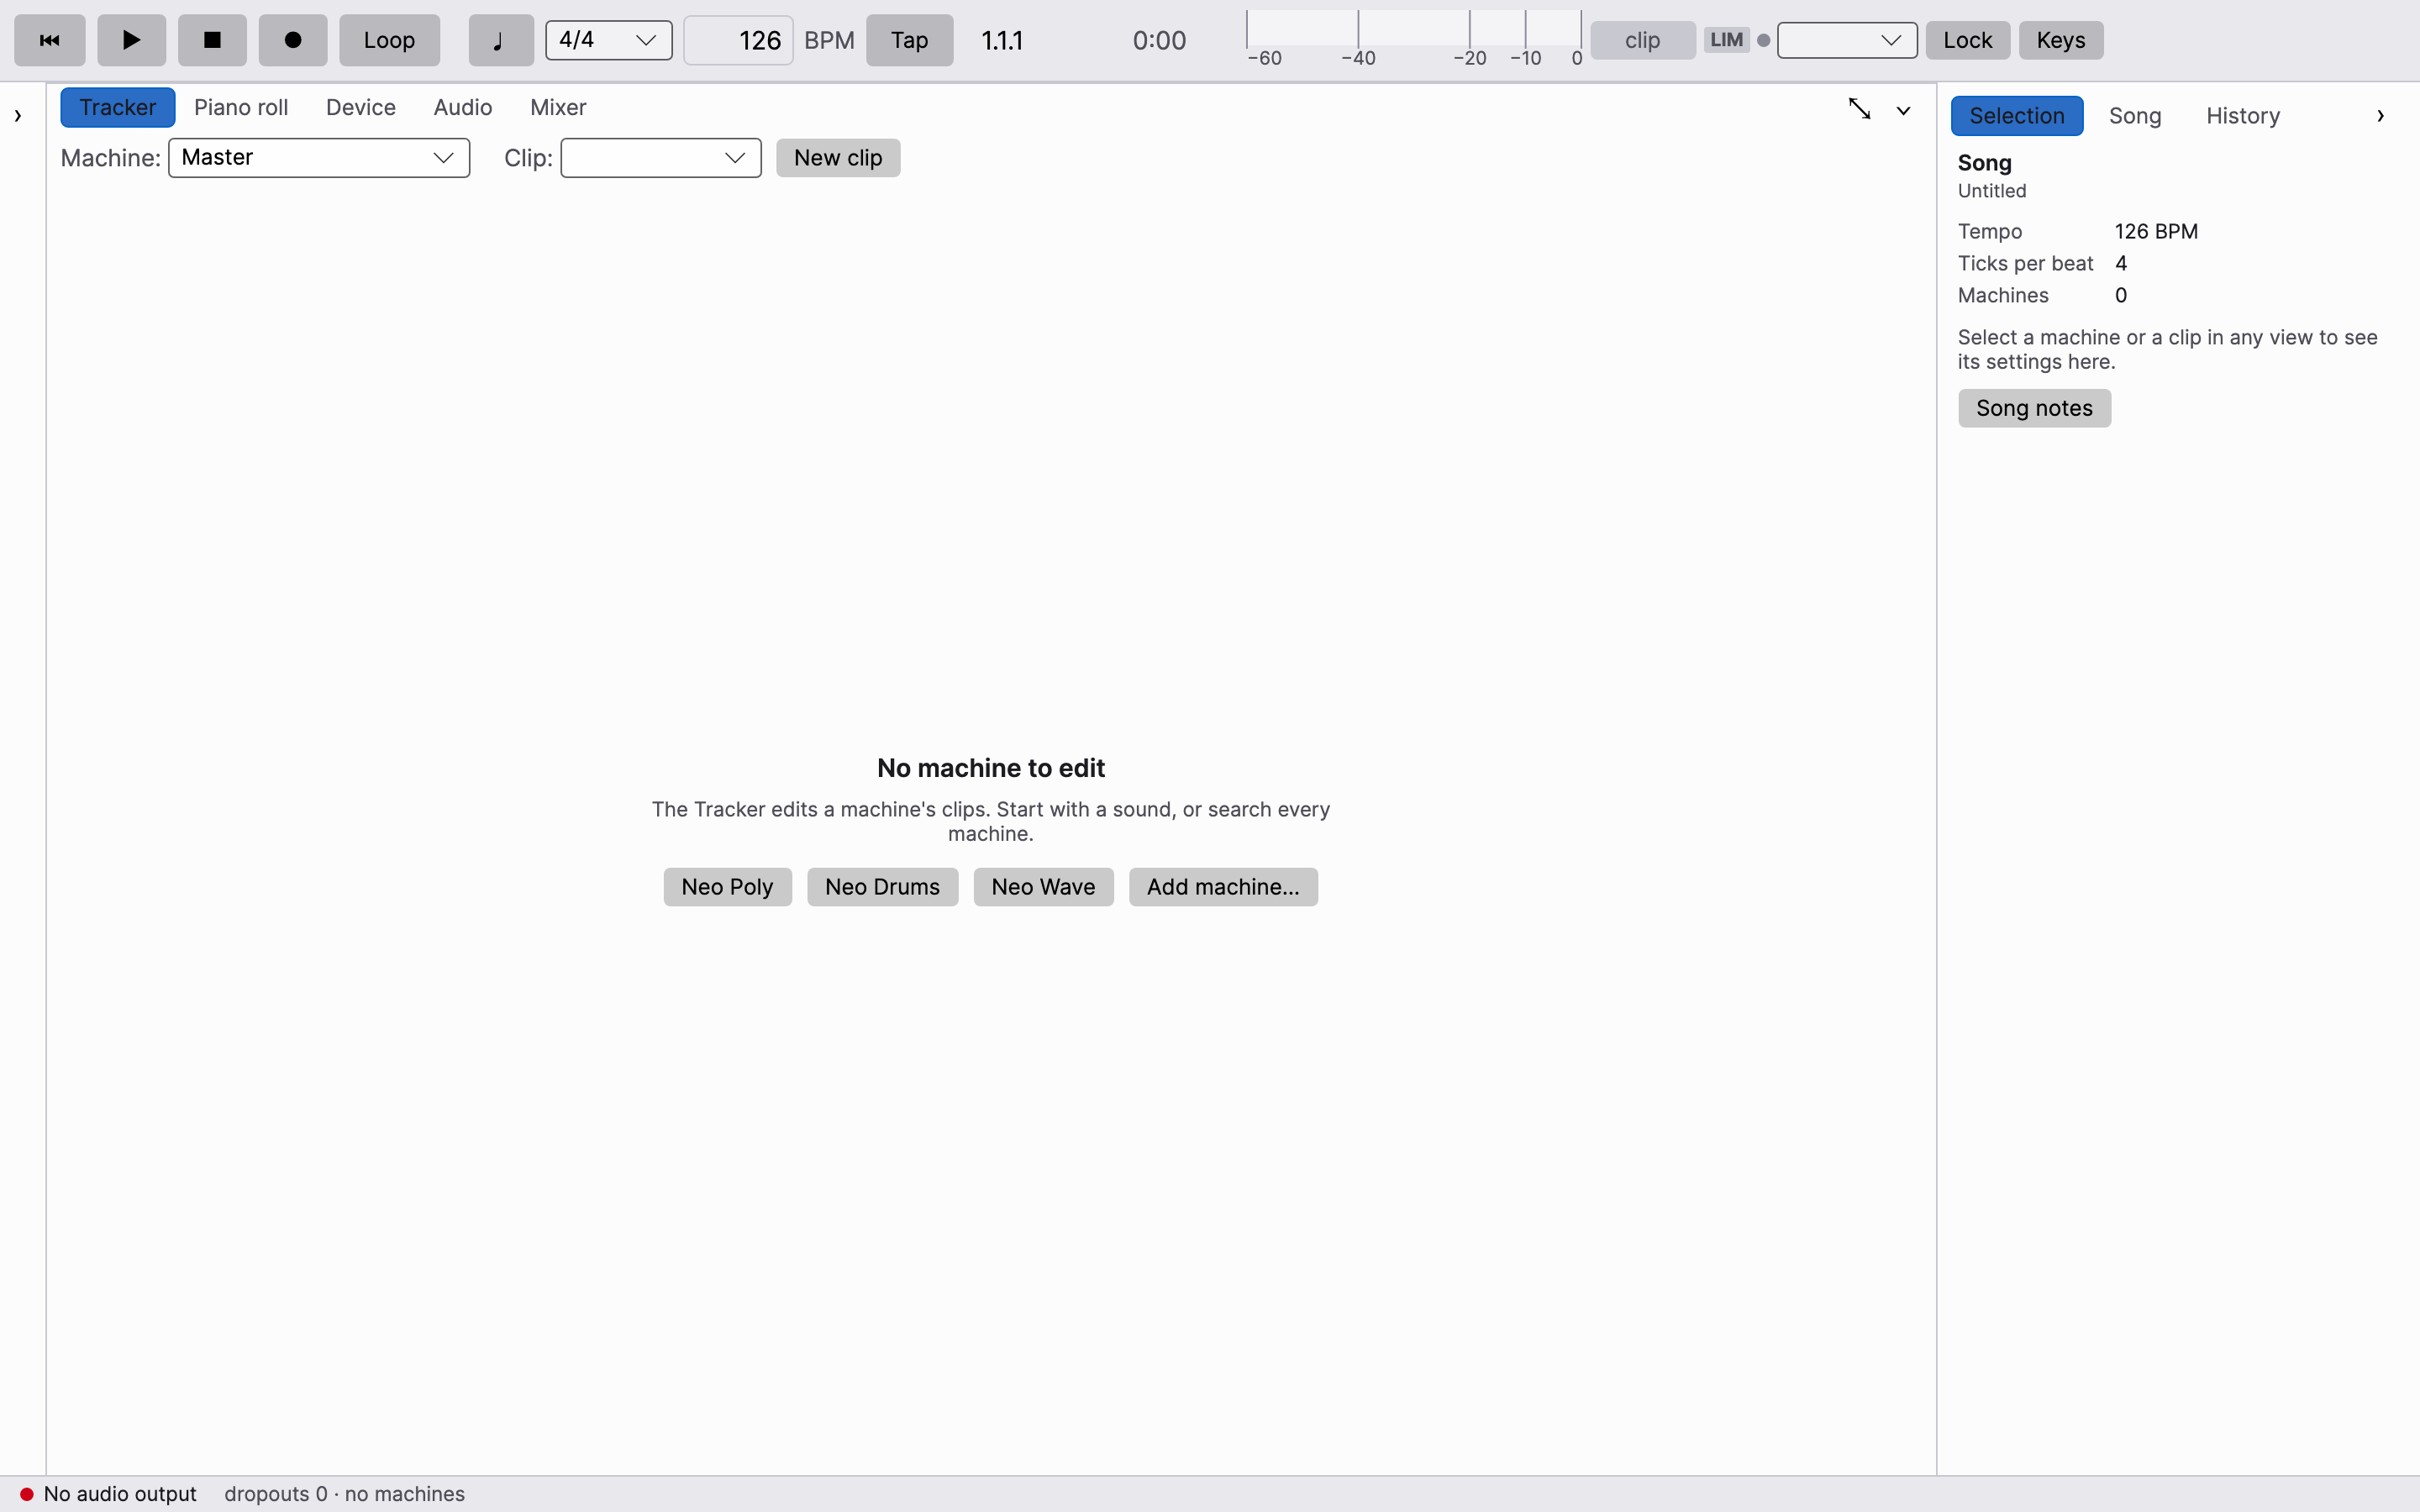 Loop
4/4
126 BPM
Tap
1.1.1
0:00
−60 −40 −20 −10 0
clip
LIM
Lock
Keys
Tracker Piano roll Device Audio Mixer
Machine: Master
Clip:
New clip
No machine to edit
The Tracker edits a machine's clips. Start with a sound, or search every
machine.
Neo Poly
Neo Drums
Neo Wave
Add machine...
Selection Song History
Song
Untitled
Tempo 126 BPM
Ticks per beat 4
Machines 0
Select a machine or a clip in any view to see
its settings here.
Song notes
No audio output dropouts 0 · no machines